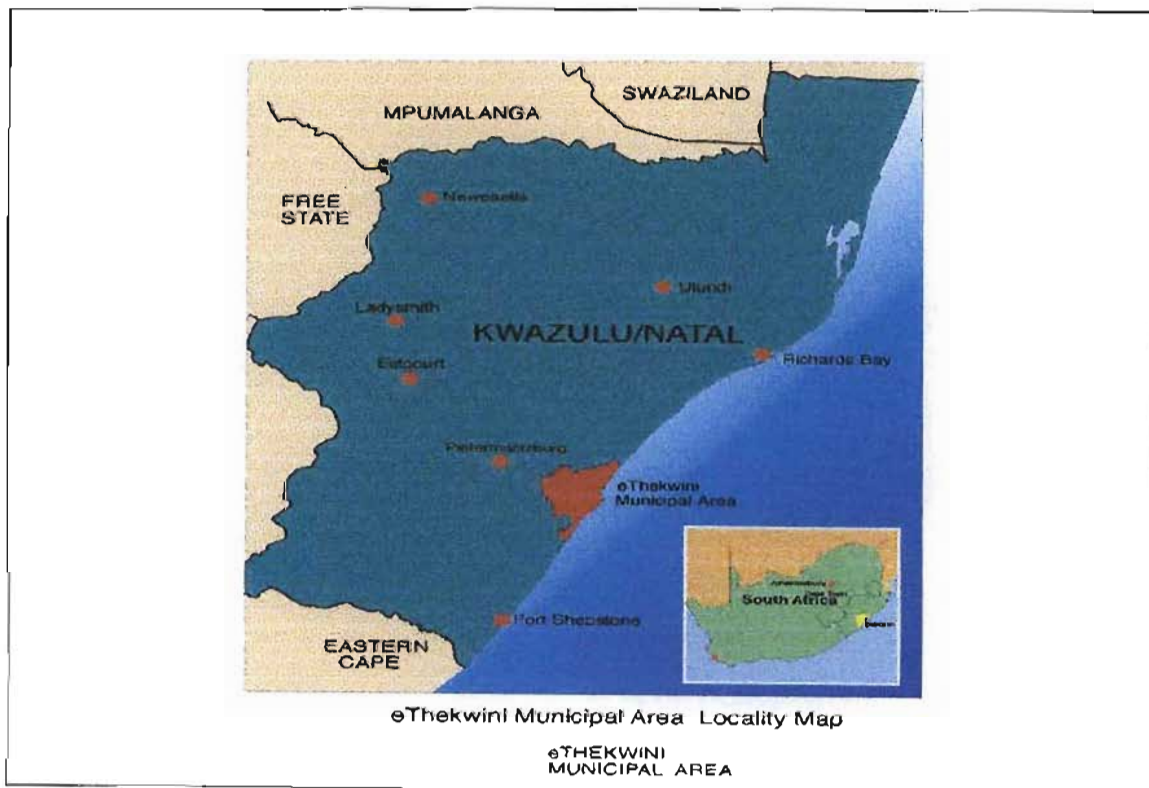 SWAZILAND
MPUMALANGA
FREE
STATE
Newcastle
Ulundi
Ladysmith
KWAZULU/NATAL
Estcourt
Richards Bay
Pietermaritzburg
eThekwini
Municipal Area
South Africa
Port Shepstone
EASTERN
CAPE
eThekwini Municipal Area Locality Map
eTHEKWINI
MUNICIPAL AREA